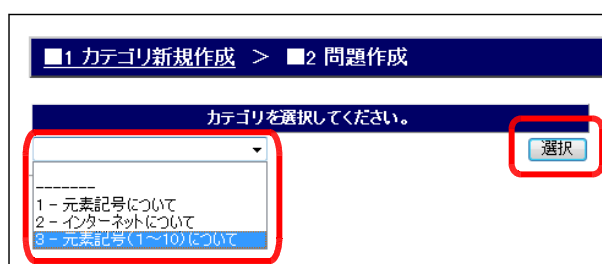 ■1 カテゴリ新規作成 ＞ ■2 問題作成
カテゴリを選択してください。
選択
-------
1 - 元素記号について
2 - インターネットについて
3 - 元素記号(1～10)について